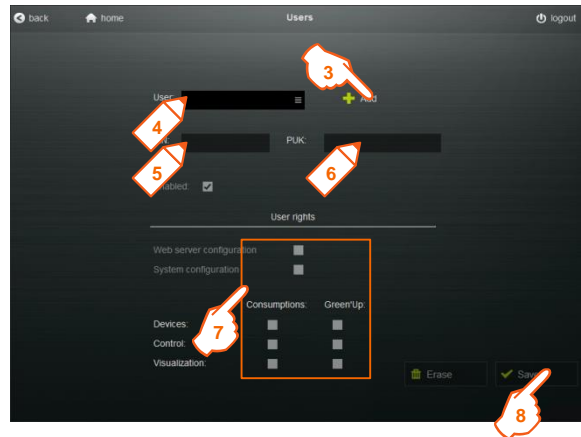 back home Users logout
3
User: Add
4
PUK:
5 6
Enabled:
User rights
Web server configuration
System configuration
Consumptions: Green'Up:
Devices:
7
Control:
Visualization:
Erase Save
8